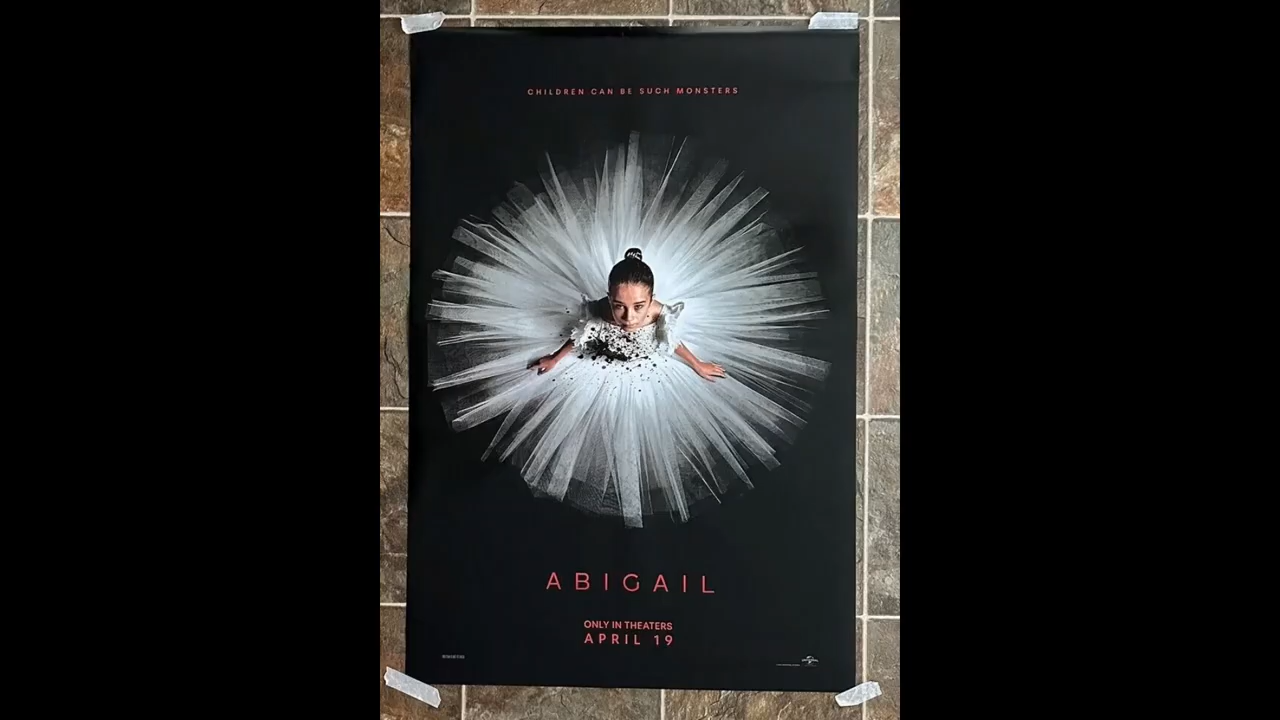 CHILDREN CAN BE SUCH MONSTERS
ABIGAIL
ONLY IN THEATERS
APRIL 19